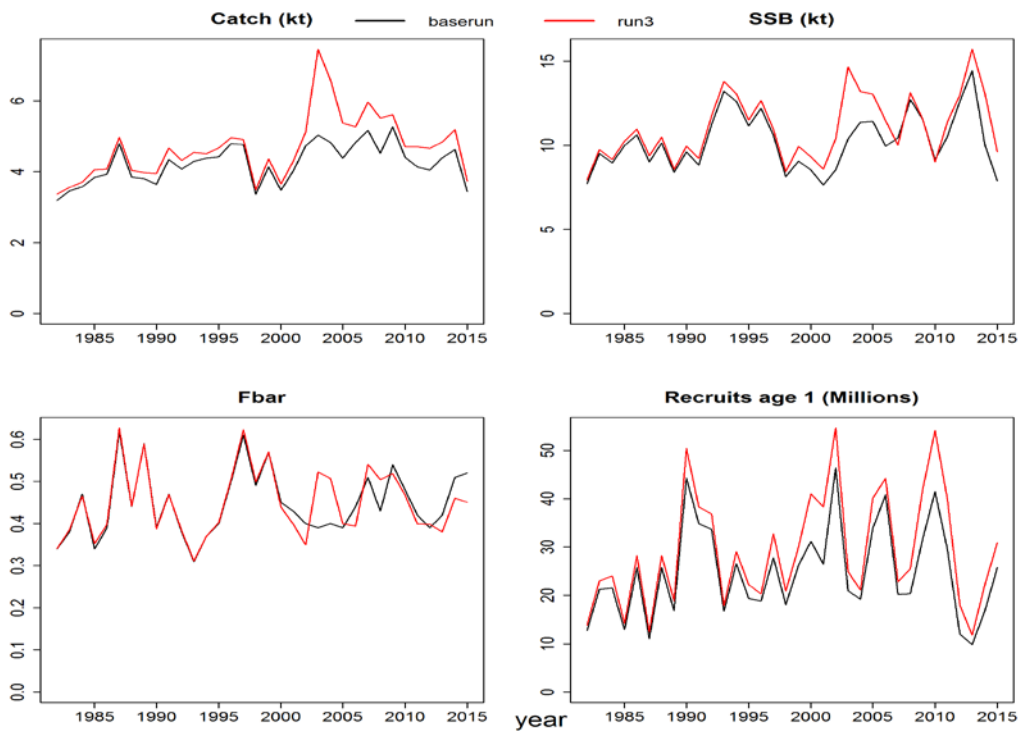 Catch (kt) baserun run3 SSB (kt)
0 2 4 6
1985 1990 1995 2000 2005 2010 2015
0 5 10 15
1985 1990 1995 2000 2005 2010 2015
Fbar
0.0 0.1 0.2 0.3 0.4 0.5 0.6
1985 1990 1995 2000 2005 2010 2015
Recruits age 1 (Millions)
0 10 20 30 40 50
1985 1990 1995 2000 2005 2010 2015
year